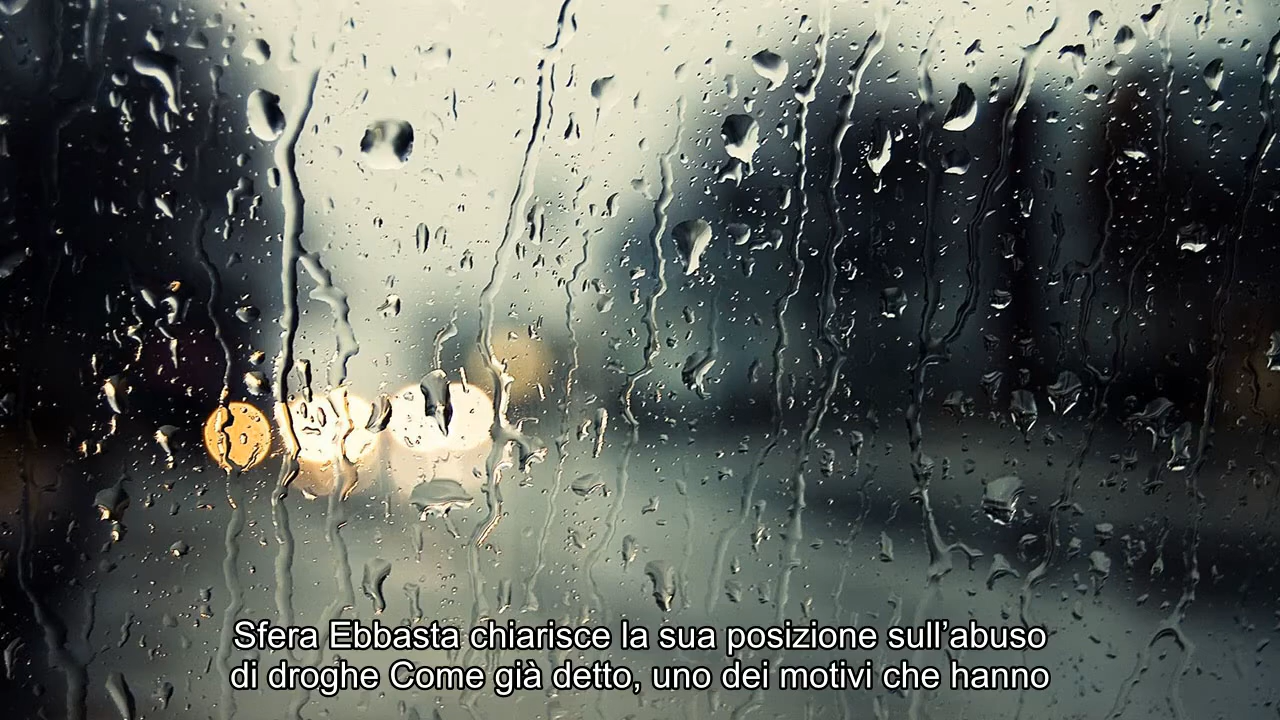 Sfera Ebbasta chiarisce la sua posizione sull’abuso
di droghe Come già detto, uno dei motivi che hanno